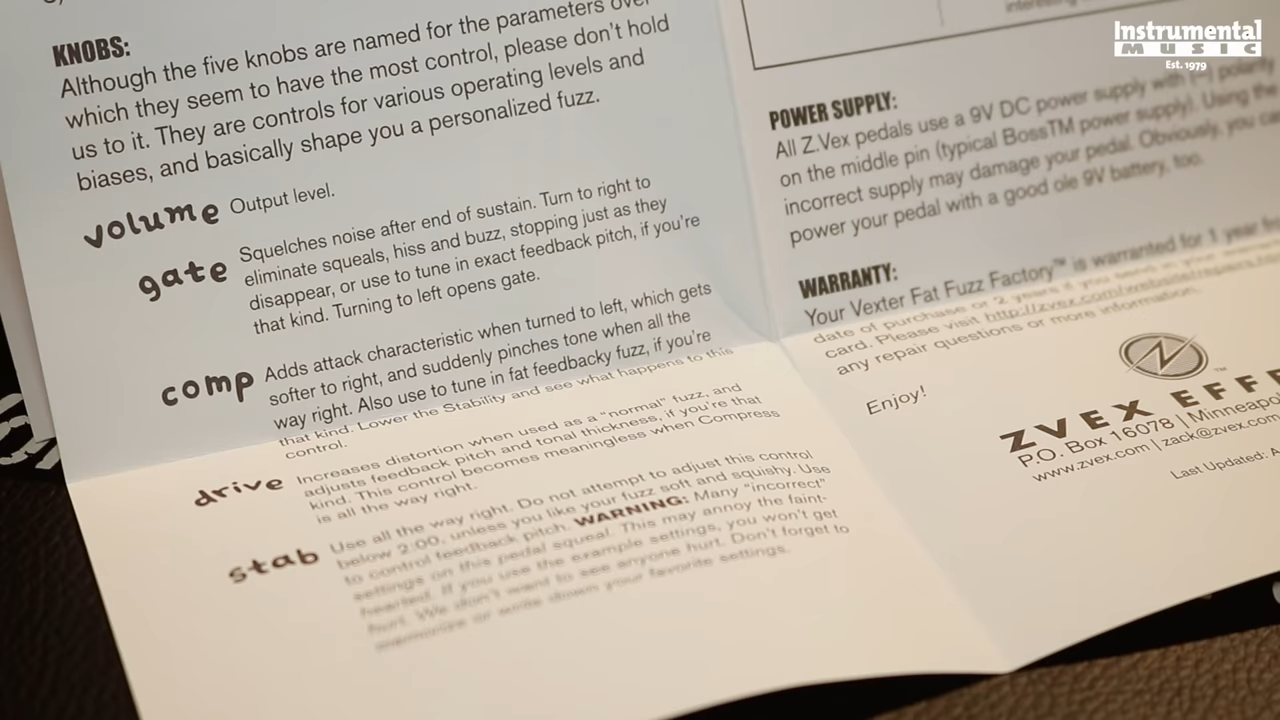 KNOBS:
Although the five knobs are named for the parameters over
which they seem to have the most control, please don't hold
us to it. They are controls for various operating levels and
biases, and basically shape you a personalized fuzz.
volume Output level.
gate Squelches noise after end of sustain. Turn to right to
eliminate squeals, hiss and buzz, stopping just as they
disappear, or use to tune in exact feedback pitch, if you're
that kind. Turning to left opens gate.
comp Adds attack characteristic when turned to left, which gets
softer to right, and suddenly pinches tone when all the
way right. Also use to tune in fat feedbacky fuzz, if you're
that kind. Lower the Stability and see what happens to this
control.
drive Increases distortion when used as a "normal" fuzz, and
adjusts feedback pitch and tonal thickness, if you're that
kind. This control becomes meaningless when Compress
is all the way right.
stab Use all the way right. Do not attempt to adjust this control
below 2:00, unless you like your fuzz soft and squishy. Use
to control feedback pitch. WARNING: Many "incorrect"
settings on this pedal squeal. This may annoy the faint-
hearted. If you use the example settings, you won't get
hurt. We don't want to see anyone hurt. Don't forget to
memorize or write down your favorite settings.
POWER SUPPLY:
All Z.Vex pedals use a 9V DC power supply with (-) polarity
on the middle pin (typical BossTM power supply). Using the
incorrect supply may damage your pedal. Obviously, you can
power your pedal with a good ole 9V battery, too.
WARRANTY:
Your Vexter Fat Fuzz Factory™ is warranted for 1 year from
date of purchase or 2 years if you send in your
card. Please visit http://zvex.com/website/repairs.
any repair questions or more information.
Enjoy!
ZVEX EFFE
P.O. Box 16078 | Minneapol
www.zvex.com | zack@zvex.com
Last Updated: A
Instrumental
MUSIC
Est. 1979